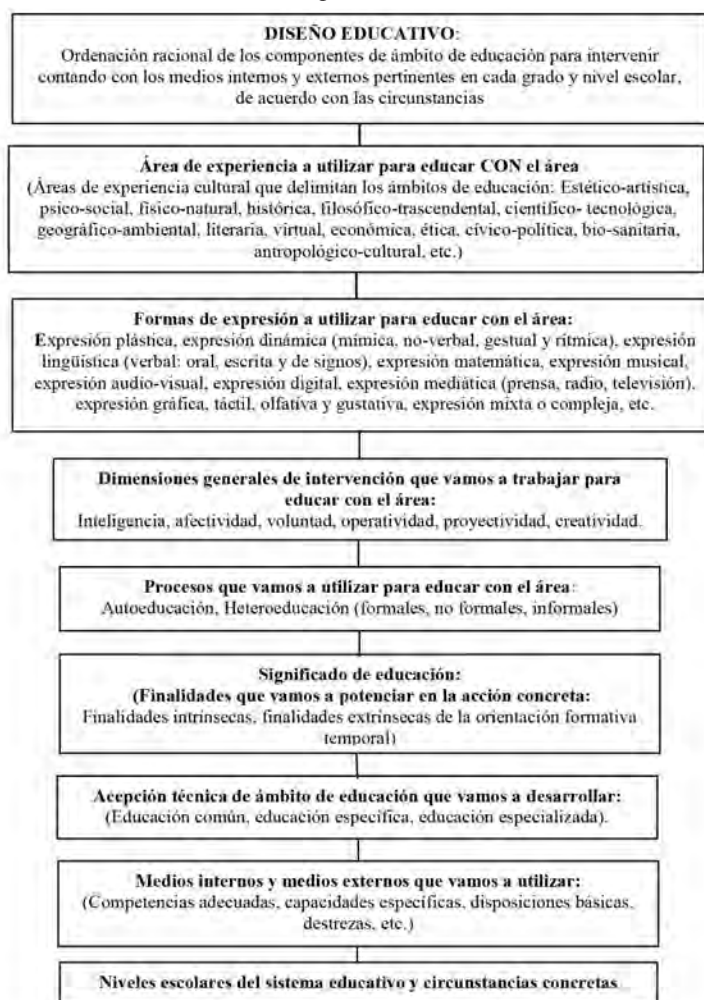 DISEÑO EDUCATIVO:
Ordenación racional de los componentes de ámbito de educación para intervenir
contando con los medios internos y externos pertinentes en cada grado y nivel escolar,
de acuerdo con las circunstancias
Área de experiencia a utilizar para educar CON el área
(Áreas de experiencia cultural que delimitan los ámbitos de educación: Estético-artística,
psico-social, físico-natural, histórica, filosófico-trascendental, científico- tecnológica,
geográfico-ambiental, literaria, virtual, económica, ética, cívico-política, bio-sanitaria,
antropológico-cultural, etc.)
Formas de expresión a utilizar para educar con el área:
Expresión plástica, expresión dinámica (mímica, no-verbal, gestual y rítmica), expresión
lingüística (verbal: oral, escrita y de signos), expresión matemática, expresión musical,
expresión audio-visual, expresión digital, expresión mediática (prensa, radio, televisión),
expresión gráfica, táctil, olfativa y gustativa, expresión mixta o compleja, etc.
Dimensiones generales de intervención que vamos a trabajar para
educar con el área:
Inteligencia, afectividad, voluntad, operatividad, proyectividad, creatividad.
Procesos que vamos a utilizar para educar con el área:
Autoeducación, Heteroeducación (formales, no formales, informales)
Significado de educación:
(Finalidades que vamos a potenciar en la acción concreta:
Finalidades intrínsecas, finalidades extrínsecas de la orientación formativa
temporal)
Acepción técnica de ámbito de educación que vamos a desarrollar:
(Educación común, educación específica, educación especializada).
Medios internos y medios externos que vamos a utilizar:
(Competencias adecuadas, capacidades específicas, disposiciones básicas,
destrezas, etc.)
Niveles escolares del sistema educativo y circunstancias concretas